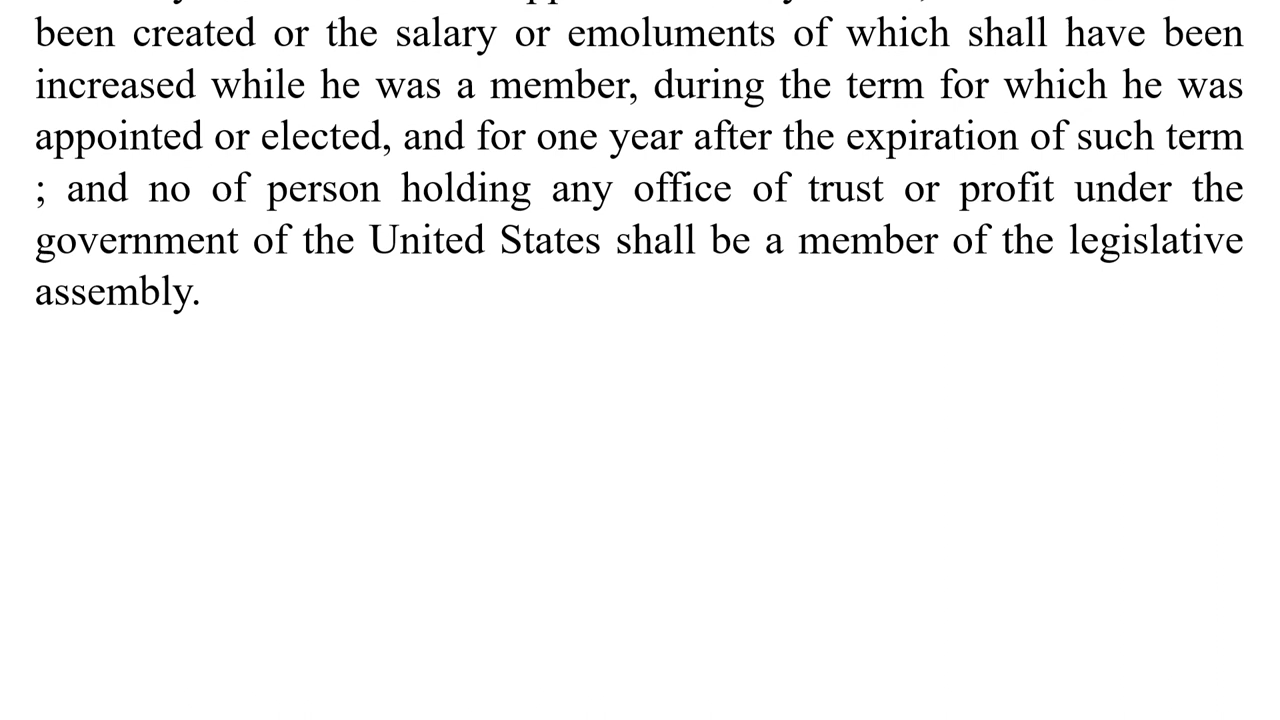 been created or the salary or emoluments of which shall have been
increased while he was a member, during the term for which he was
appointed or elected, and for one year after the expiration of such term
; and no of person holding any office of trust or profit under the
government of the United States shall be a member of the legislative
assembly.